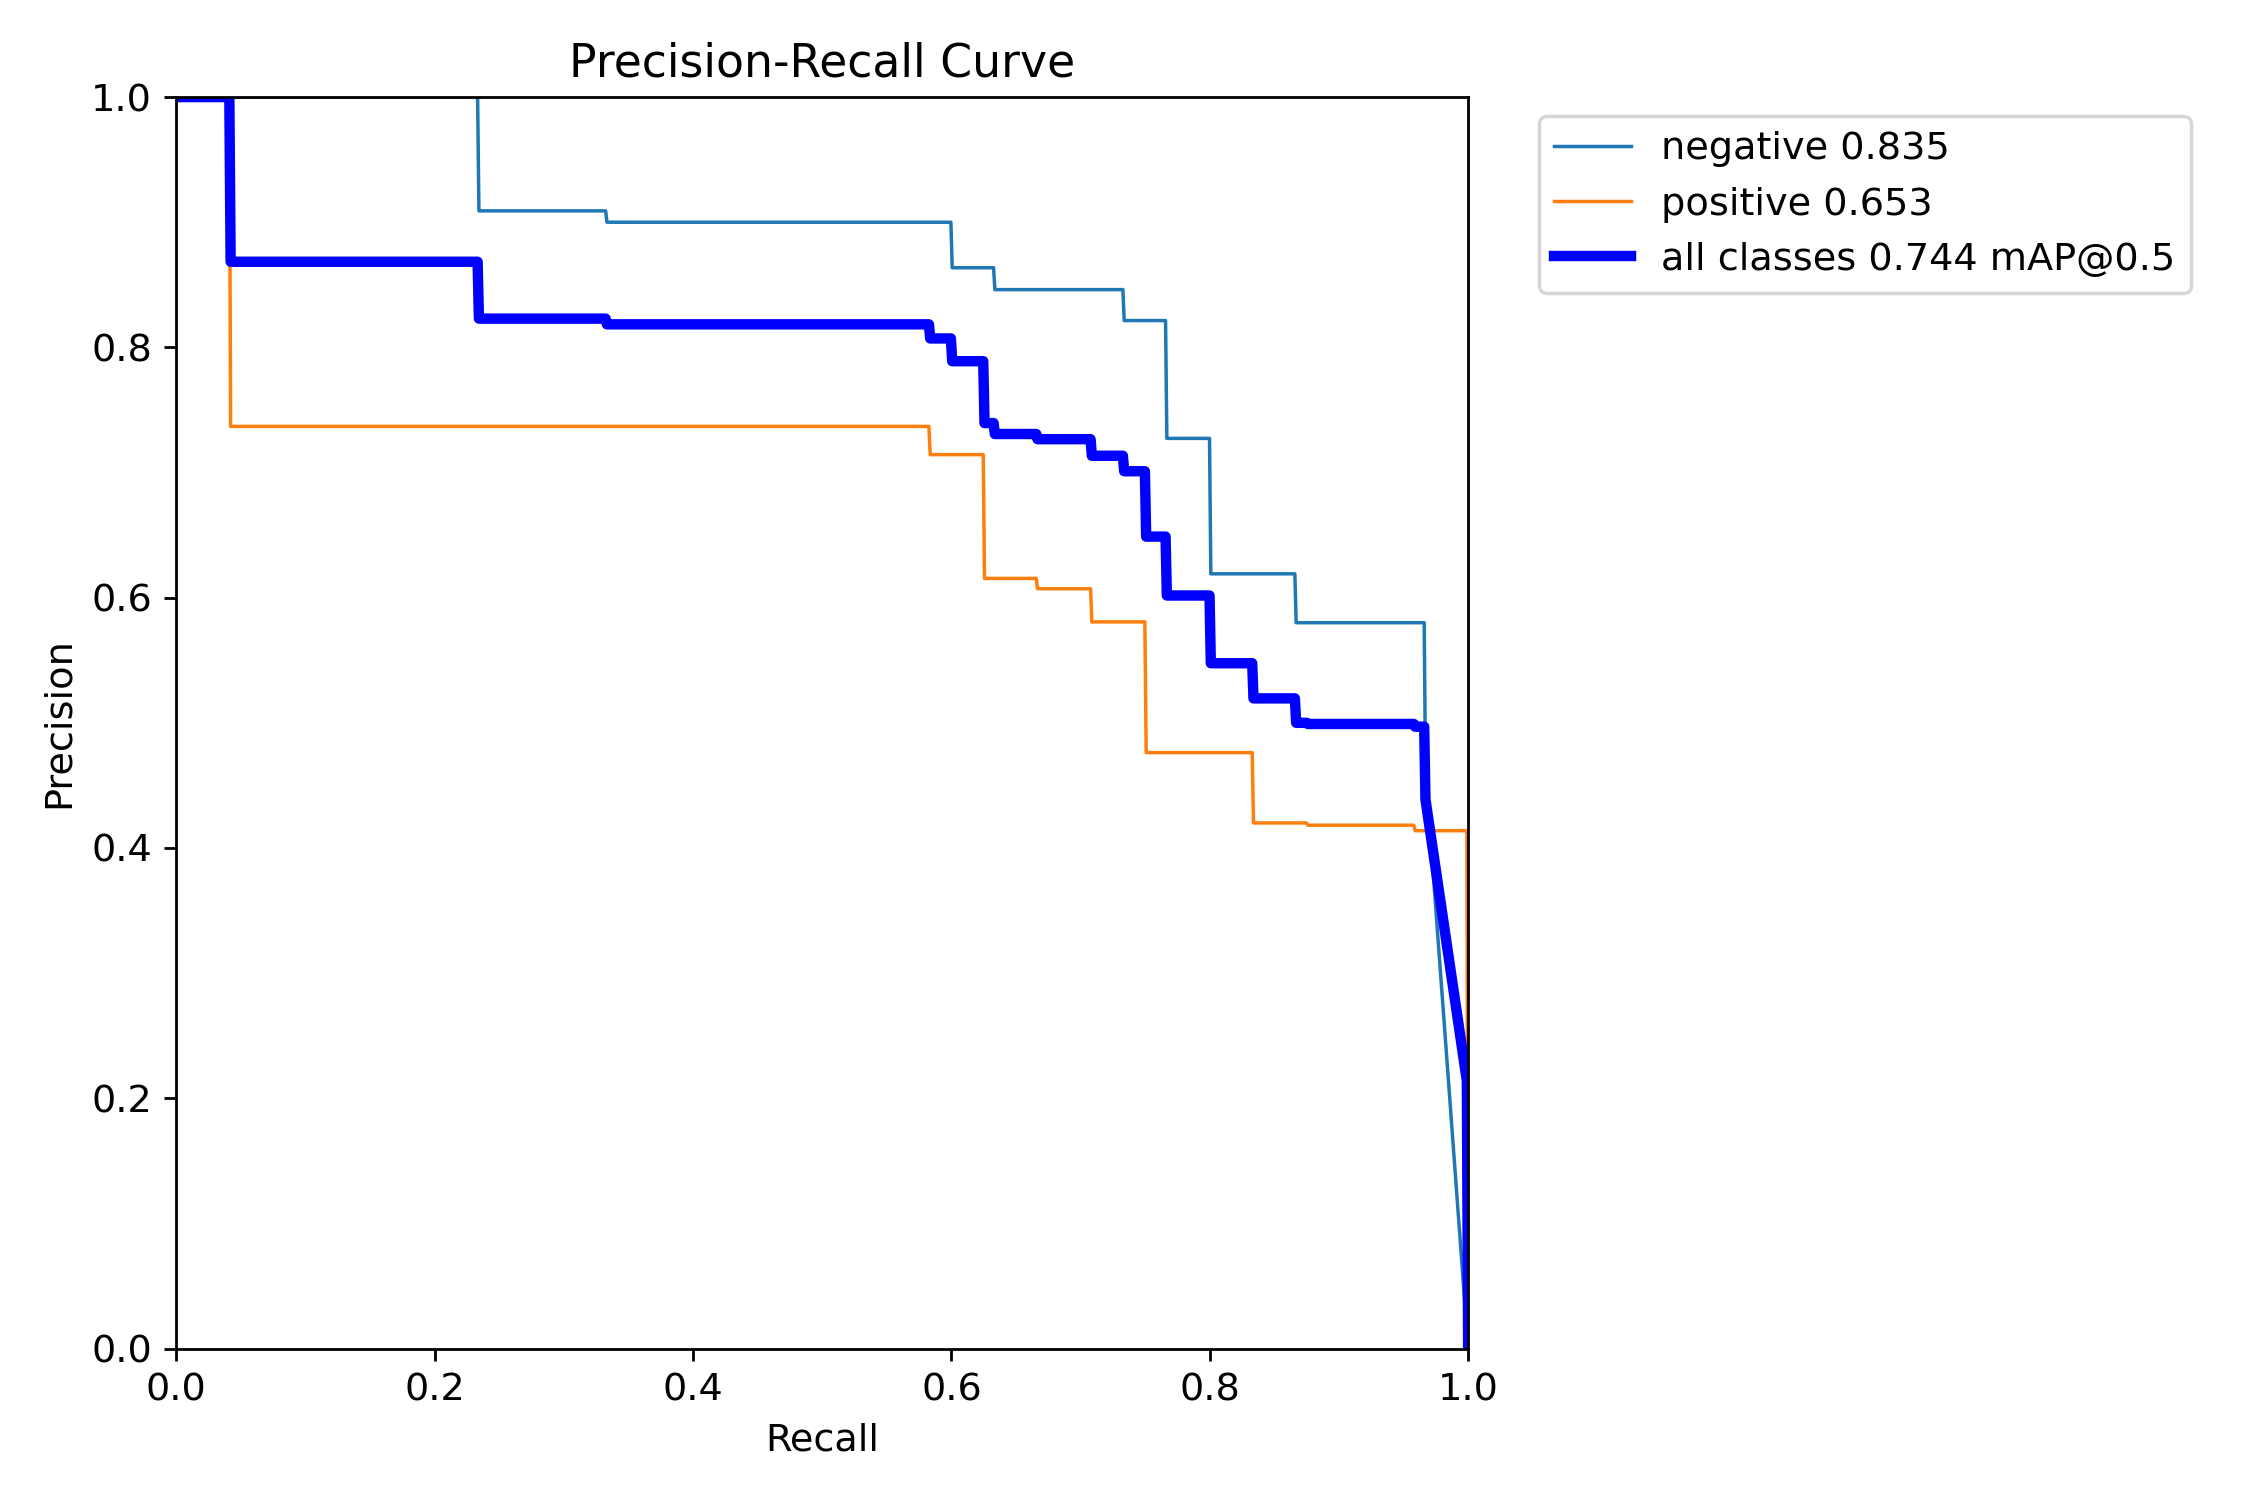 Precision-Recall Curve
1.0
0.8
0.6
0.4
0.2
0.0
Precision
0.0 0.2 0.4 0.6 0.8 1.0
Recall
negative 0.835
positive 0.653
all classes 0.744 mAP@0.5